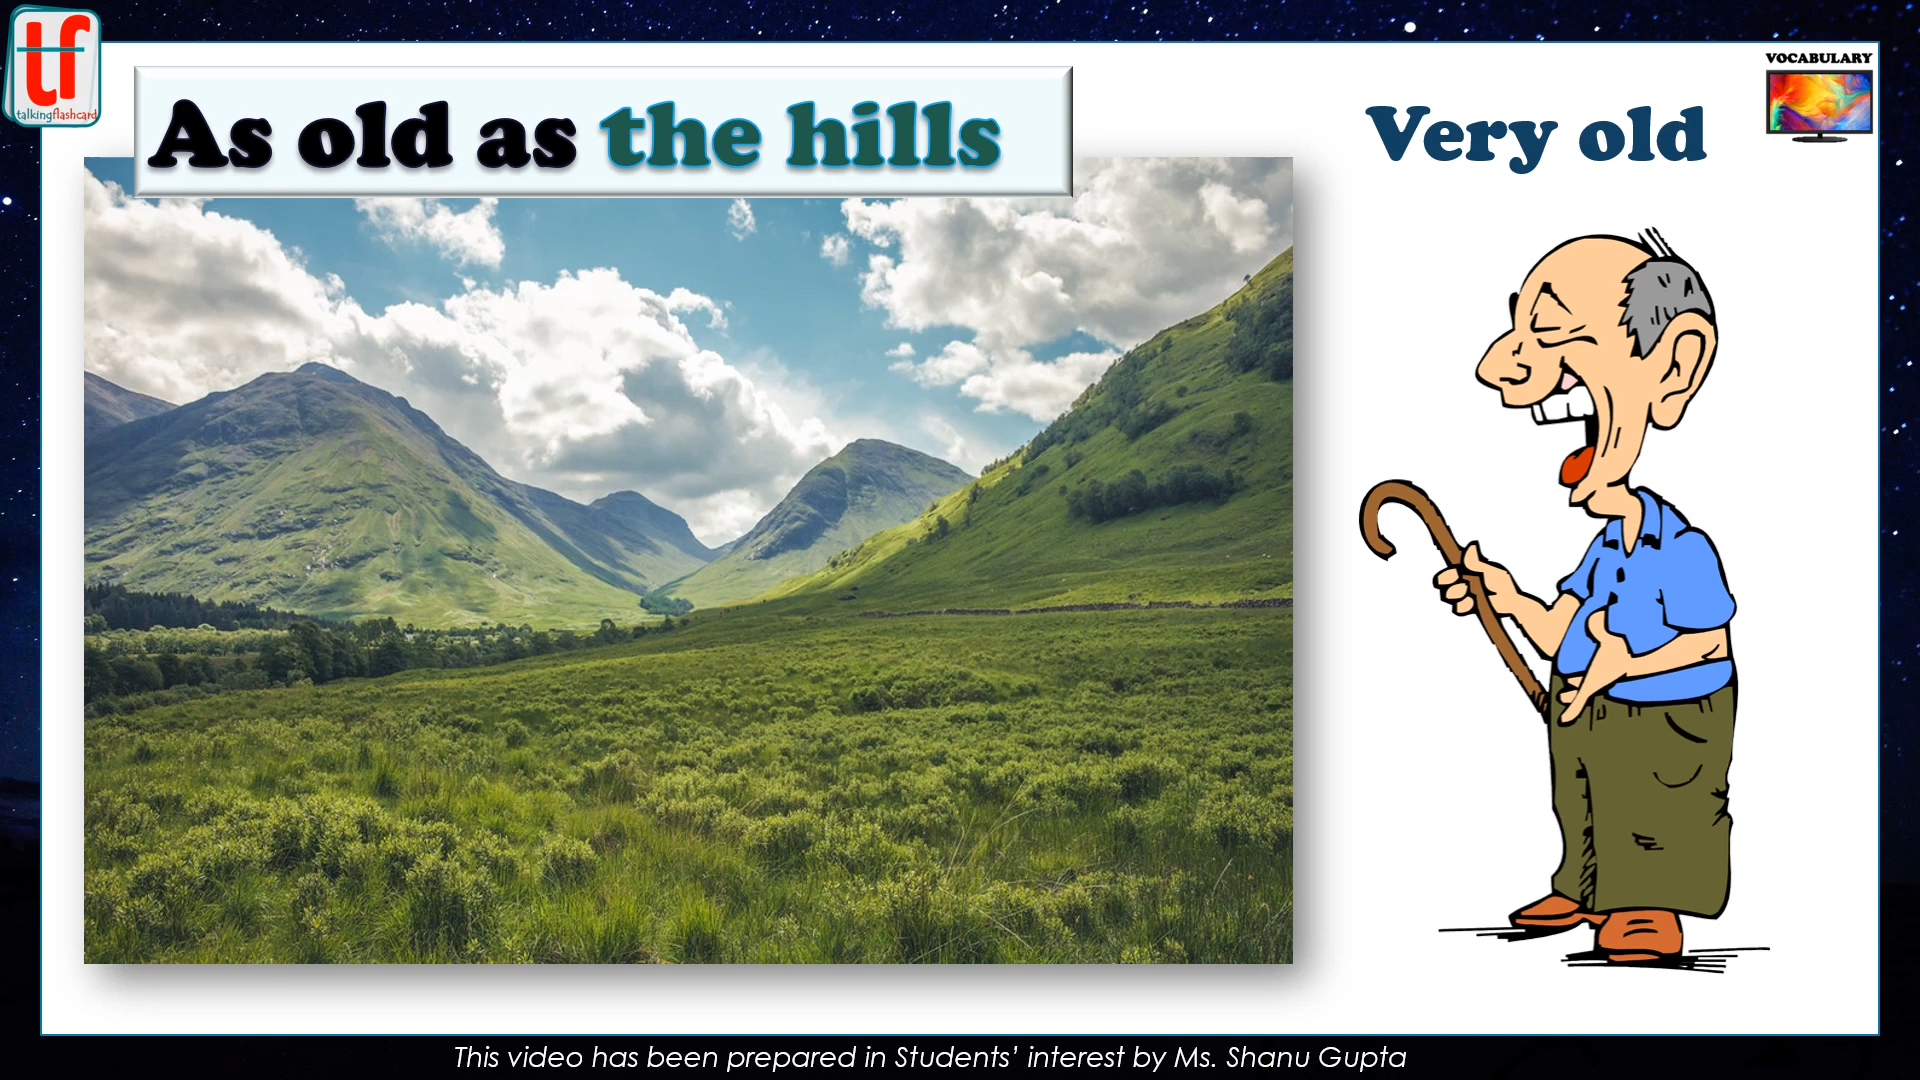 tf
talkingflashcard
As old as the hills
Very old
VOCABULARY
This video has been prepared in Students’ interest by Ms. Shanu Gupta